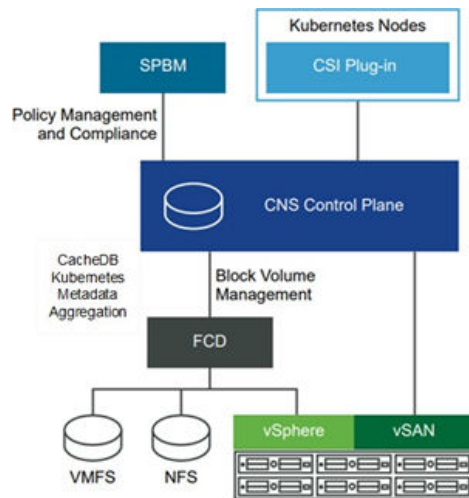 Kubernetes Nodes
SPBM
CSI Plug-in
Policy Management
and Compliance
CNS Control Plane
CacheDB
Kubernetes
Metadata
Aggregation
Block Volume
Management
FCD
vSphere
vSAN
VMFS
NFS